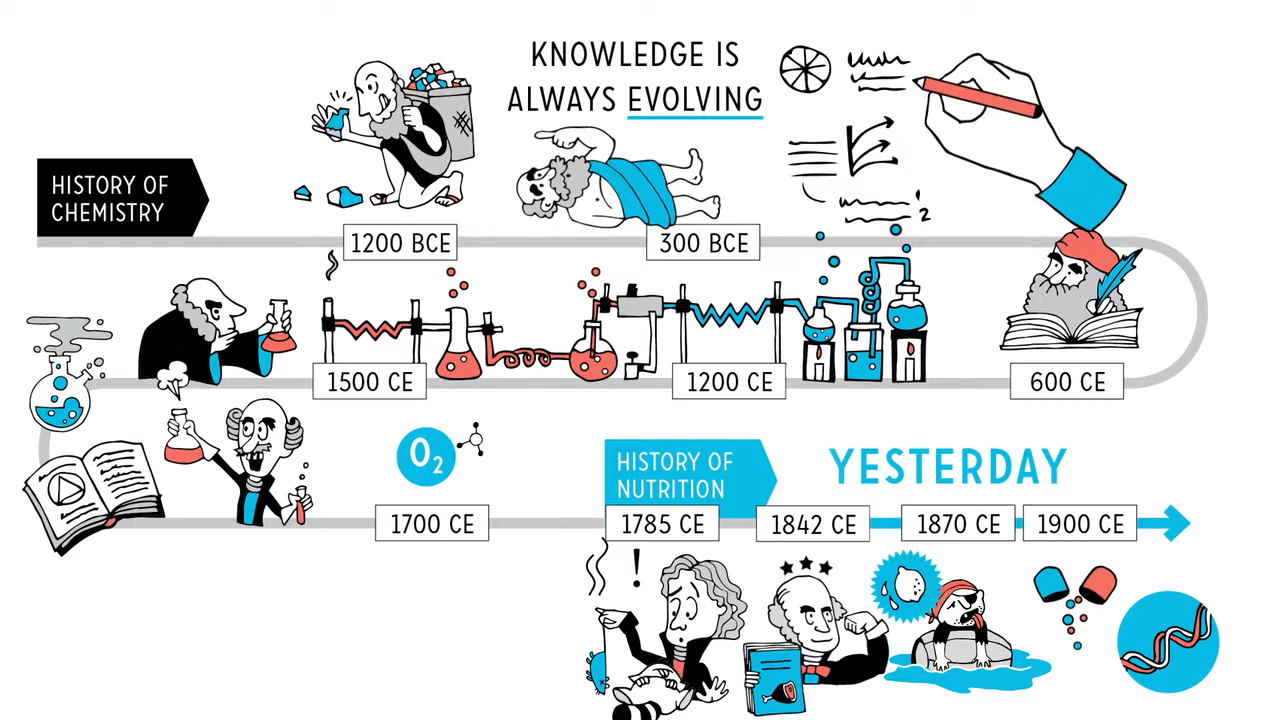 KNOWLEDGE IS
ALWAYS EVOLVING
HISTORY OF
CHEMISTRY
1200 BCE
300 BCE
1500 CE
1200 CE
600 CE
O2
HISTORY OF
NUTRITION
YESTERDAY
1700 CE
1785 CE
1842 CE
1870 CE
1900 CE
!